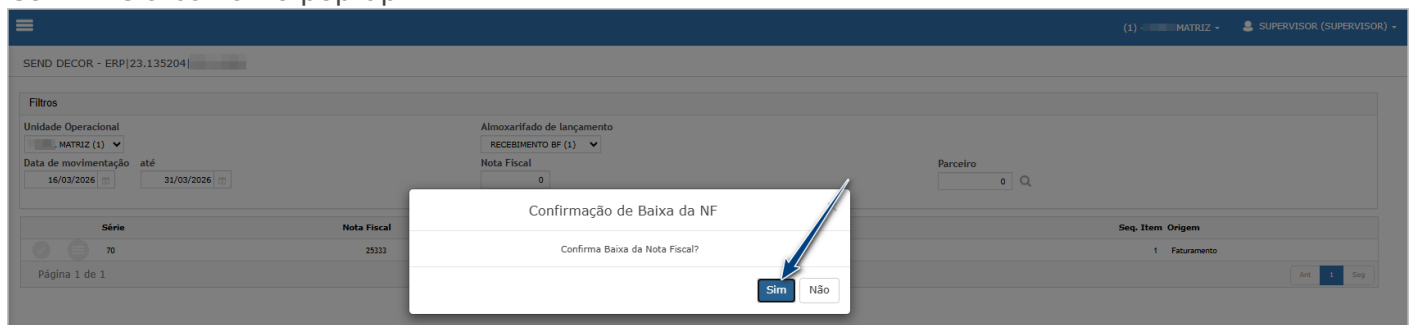 (1) MATRIZ
SUPERVISOR (SUPERVISOR)
SEND DECOR - ERP|23.135204|
Filtros
Unidade Operacional
Almoxarifado de lançamento
MATRIZ (1)
RECEBIMENTO BF (1)
Data de movimentação até
Nota Fiscal
Parceiro
16/03/2026
31/03/2026
0
0
Confirmação de Baixa da NF
Série
Nota Fiscal
Seq. Item Origem
70
25333
Confirma Baixa da Nota Fiscal?
1 Faturamento
Página 1 de 1
Ant 1 Seg
Sim
Não